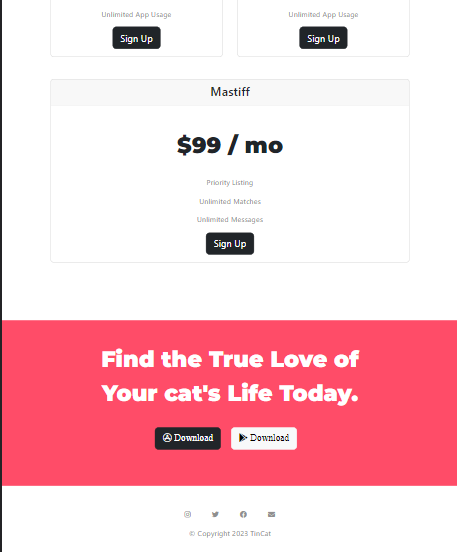 Unlimited App Usage Unlimited App Usage
Sign Up Sign Up
Mastiff
$99 / mo
Priority Listing
Unlimited Matches
Unlimited Messages
Sign Up
Find the True Love of
Your cat's Life Today.
Download Download
© Copyright 2023 TinCat